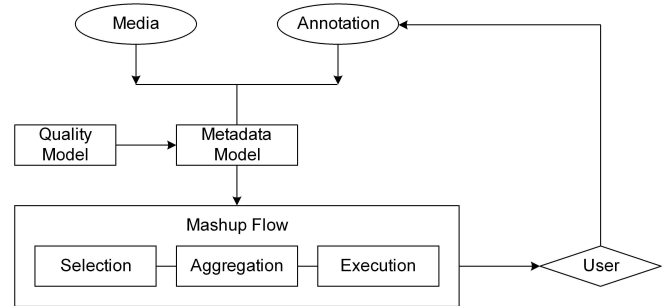 Media
Annotation
Quality
Model
Metadata
Model
Mashup Flow
Selection
Aggregation
Execution
User